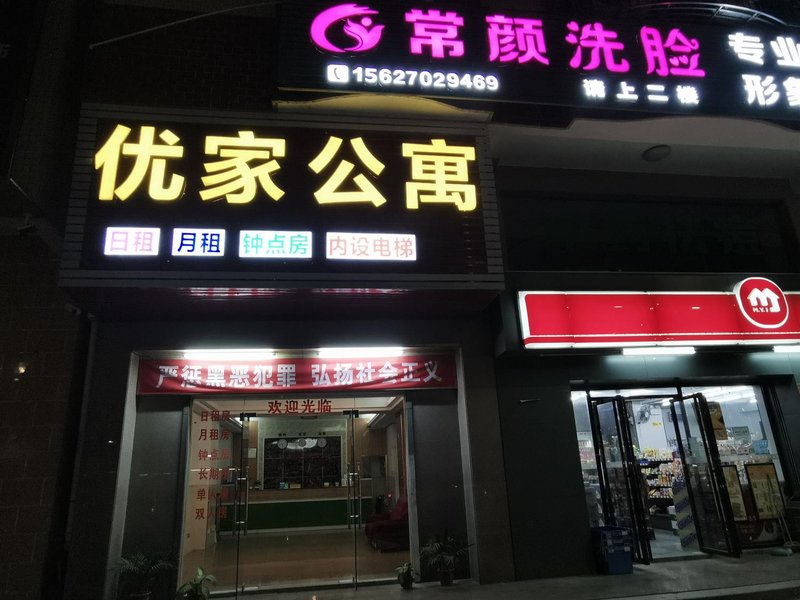 常颜洗脸
专业
15627029469
请上二楼
形象
优家公寓
日租 月租 钟点房 内设电梯
M.Y.J
严惩黑恶犯罪 弘扬社会正义
欢迎光临
日租房
月租房
钟点房
长期
单人
双人房